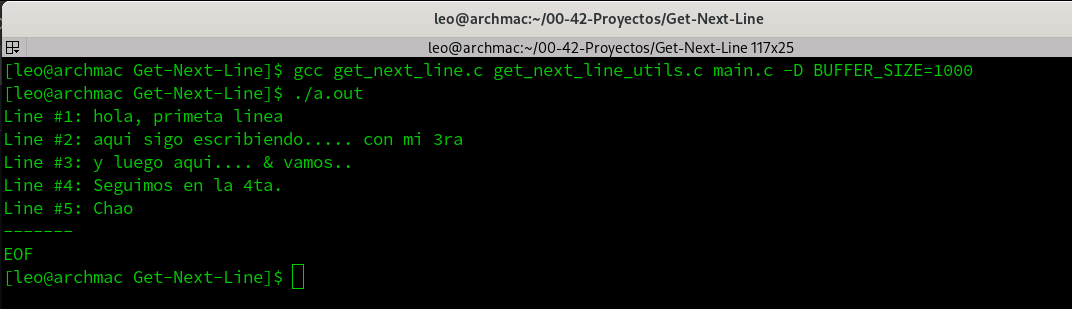 leo@archmac:~/00-42-Proyectos/Get-Next-Line
leo@archmac:~/00-42-Proyectos/Get-Next-Line 117x25
[leo@archmac Get-Next-Line]$ gcc get_next_line.c get_next_line_utils.c main.c -D BUFFER_SIZE=1000
[leo@archmac Get-Next-Line]$ ./a.out
Line #1: hola, primeta linea
Line #2: aqui sigo escribiendo..... con mi 3ra
Line #3: y luego aqui.... & vamos..
Line #4: Seguimos en la 4ta.
Line #5: Chao
-------
EOF
[leo@archmac Get-Next-Line]$